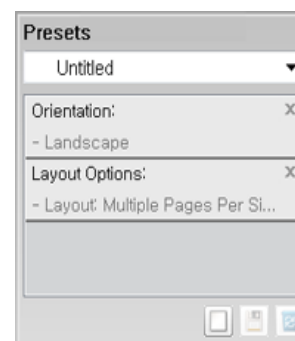 Presets
Untitled
Orientation:
- Landscape
Layout Options:
- Layout: Multiple Pages Per Si...